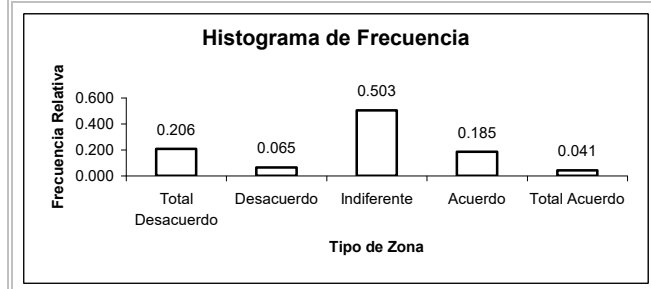 Histograma de Frecuencia
Frecuencia Relativa
0.600
0.400
0.200
0.000
0.206
0.065
0.503
0.185
0.041
Total Desacuerdo
Desacuerdo
Indiferente
Acuerdo
Total Acuerdo
Tipo de Zona